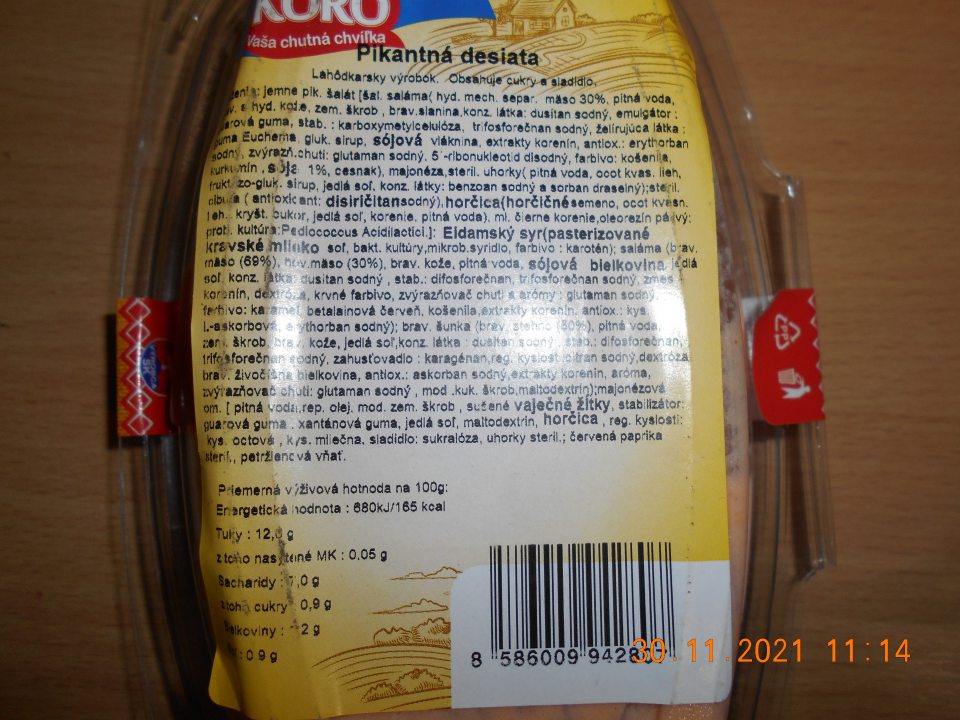 KORO
Vaša chutná chvíľka
Pikantná desiata
Lahôdkarsky výrobok. Obsahuje cukry a sladidlo.
jemne pik. šalát [šal. saláma( hyd. mech. separ. mäso 30%, pitná voda,
hyd. kože, zem. škrob , brav.slanina,konz. látka: dusitan sodný, emulgátor :
guarová guma, stab. : karboxymetylcelulóza, trifosforečnan sodný, želírujúca látka :
guma Euchema, gluk. sirup, sójová vláknina, extrakty korenín, antiox.: erythorban
sodný, zvýrazň.chuti: glutaman sodný. 5´-ribonukleotid disodný, farbivo: košenila,
kurkumín , sója 1%, cesnak), majonéza,steril. uhorky( pitná voda, ocot kvas. lieh,
frukt gluk. sirup, jedlá soľ, konz. látky: benzoan sodný a sorban draselný);steril.
cibuľa ( antioxidant: disiričitansodný),horčica(horčičnésemeno, ocot kvasn.
lieh., kryšt. cukor, jedlá soľ, korenie, pitná voda). ml. čierne korenie,oleorezín pálivý;
prot. kultúra:Pediococcus Acidilactici.]: Eidamský syr(pasterizované
kravské mlieko soľ, bakt. kultúry,mikrob.syridlo, farbivo : karotén); saláma (brav.
mäso (69%), hov.mäso (30%), brav. kože, pitná voda, sójová bielkovina, jedlá
soľ, konz. látka: dusitan sodný , stab.: difosforečnan, trifosforečnan sodný, zmes
korenín, dextróza, krvné farbivo, zvýrazňovač chuti a arómy : glutaman sodný,
farbivo: karamel, betalaínová červeň, košenila,extrakty korenín, antiox.: kys.
L-askorbová, erythorban sodný); brav. šunka (brav. stehno (80%), pitná voda,
zem. škrob, brav. kože, jedlá soľ,konz. látka : dusitan sodný , stab.: difosforečnan,
trifosforečnan sodný, zahusťovadlo : karagénan,reg. kyslosti:citran sodný,dextróza,
brav. živočíšna bielkovina, antiox.: askorban sodný,extrakty korenín, aróma,
zvýrazňovač chuti: glutaman sodný , mod .kuk. škrob,maltodextrín);majonézová
om. [ pitná voda,rep. olej, mod. zem. škrob , sušené vaječné žĺtky, stabilizátor:
guarová guma , xantánová guma, jedlá soľ, maltodextrín, horčica , reg. kyslosti:
kys. octová , kys. mliečna, sladidlo: sukralóza, uhorky steril.; červená paprika
steril., petržlenová vňať.
Priemerná výživová hotnoda na 100g:
Energetická hodnota : 680kJ/165 kcal
Tuky : 12, g
z toho nasýtené MK : 0,05 g
Sacharidy : 7,0 g
z toho cukry 0,9g
Bielkoviny : 2 g
0 9 g
8 586009 942
30 11 2021 11:14
PP